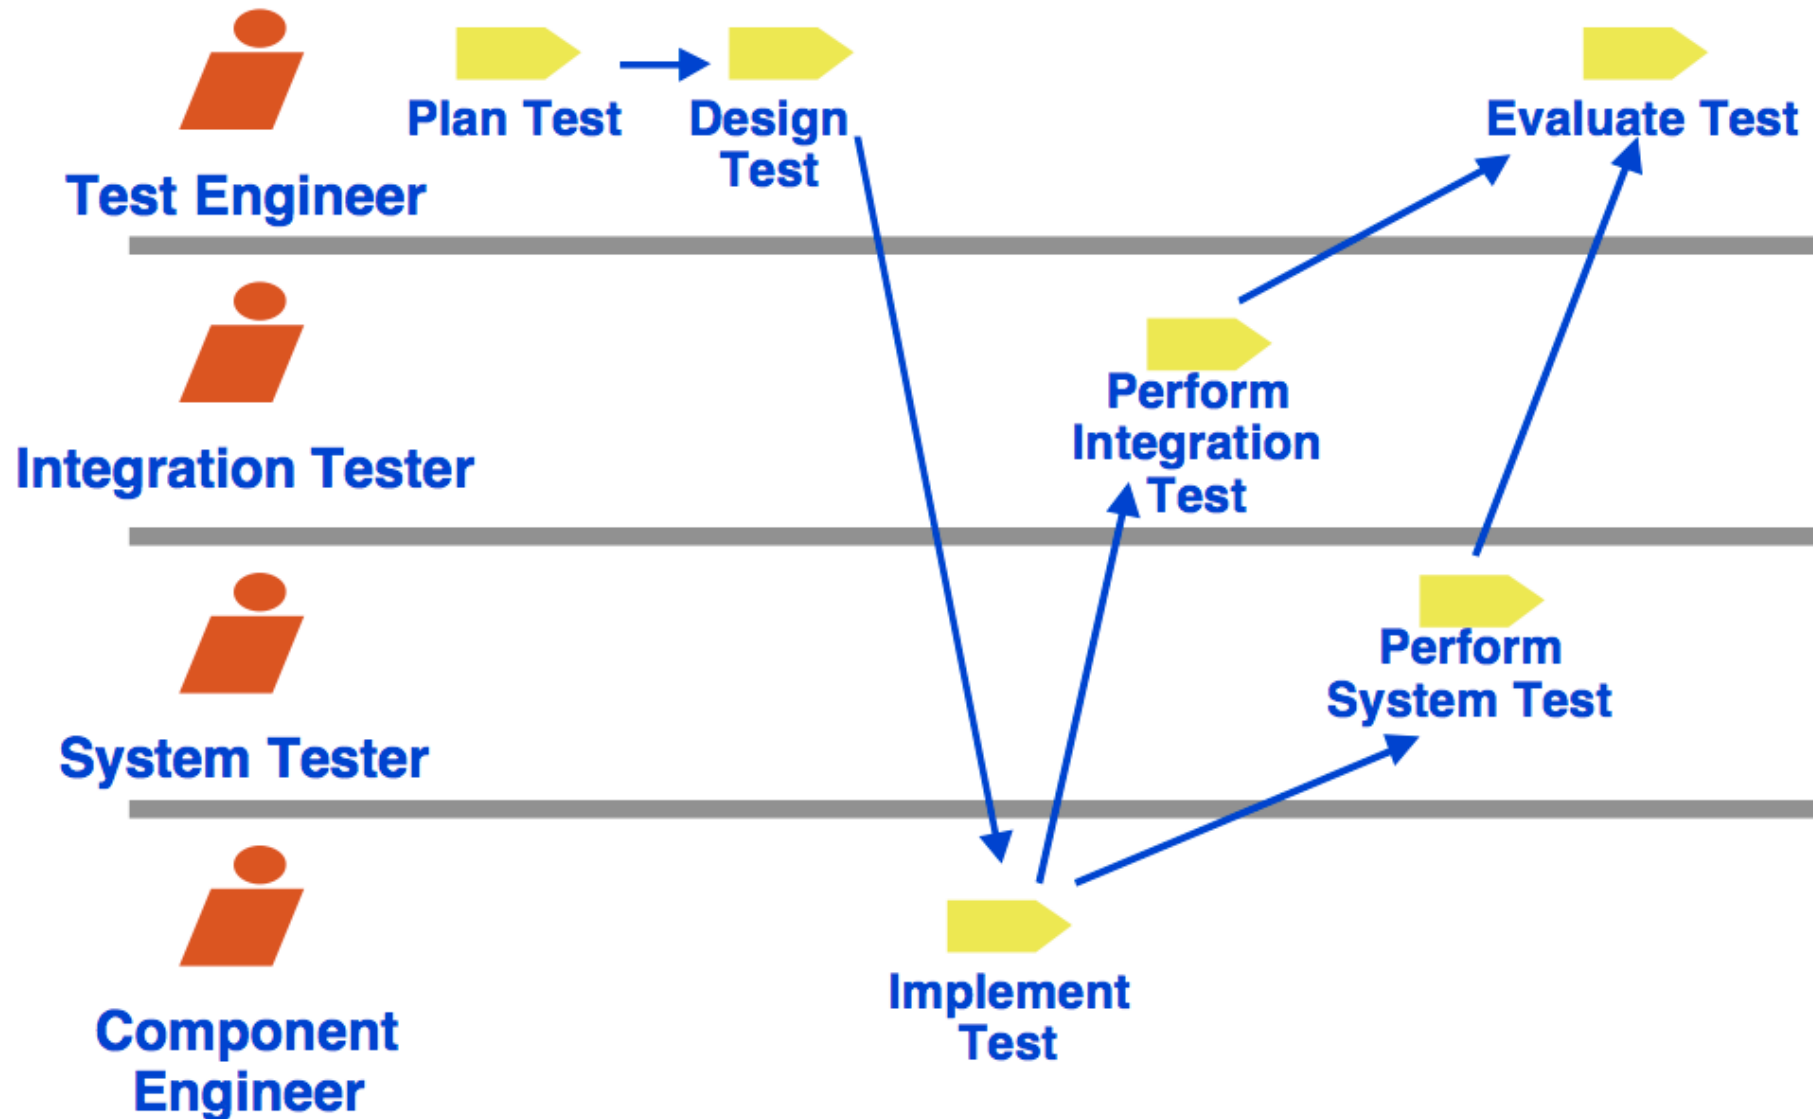 Plan Test
Design
Test
Evaluate Test
Test Engineer
Perform
Integration
Test
Integration Tester
Perform
System Test
System Tester
Implement
Test
Component
Engineer